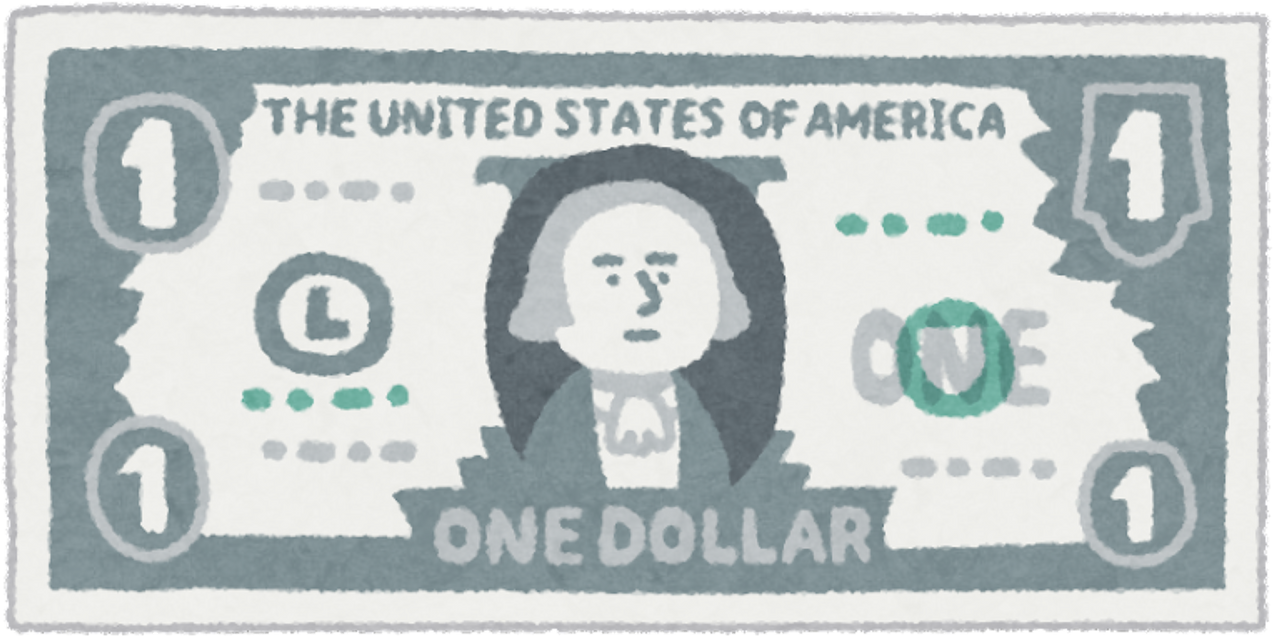 1 THE UNITED STATES OF AMERICA 1
L
ONE
1 1
ONE DOLLAR